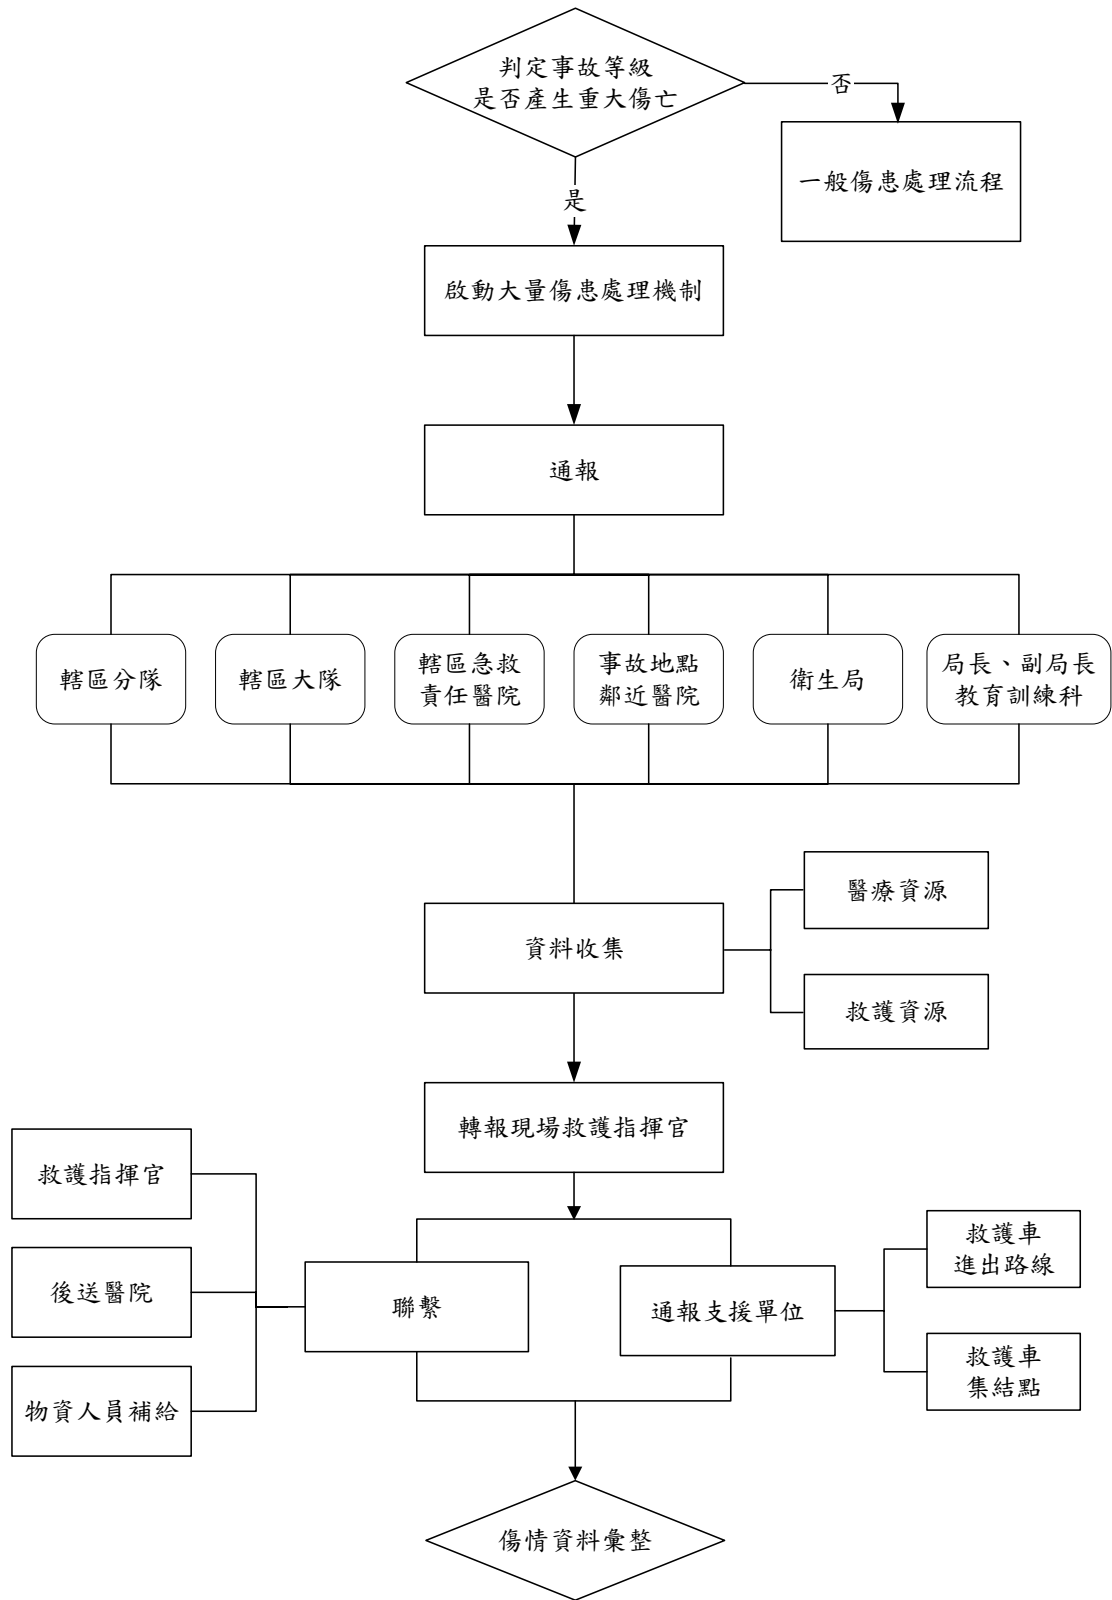 判定事故等級
是否產生重大傷亡
否
一般傷患處理流程
是
啟動大量傷患處理機制
通報
轄區分隊
轄區大隊
轄區急救
責任醫院
事故地點
鄰近醫院
衛生局
局長、副局長
教育訓練科
醫療資源
資料收集
救護資源
轉報現場救護指揮官
救護指揮官
後送醫院
物資人員補給
聯繫
通報支援單位
救護車
進出路線
救護車
集結點
傷情資料彙整